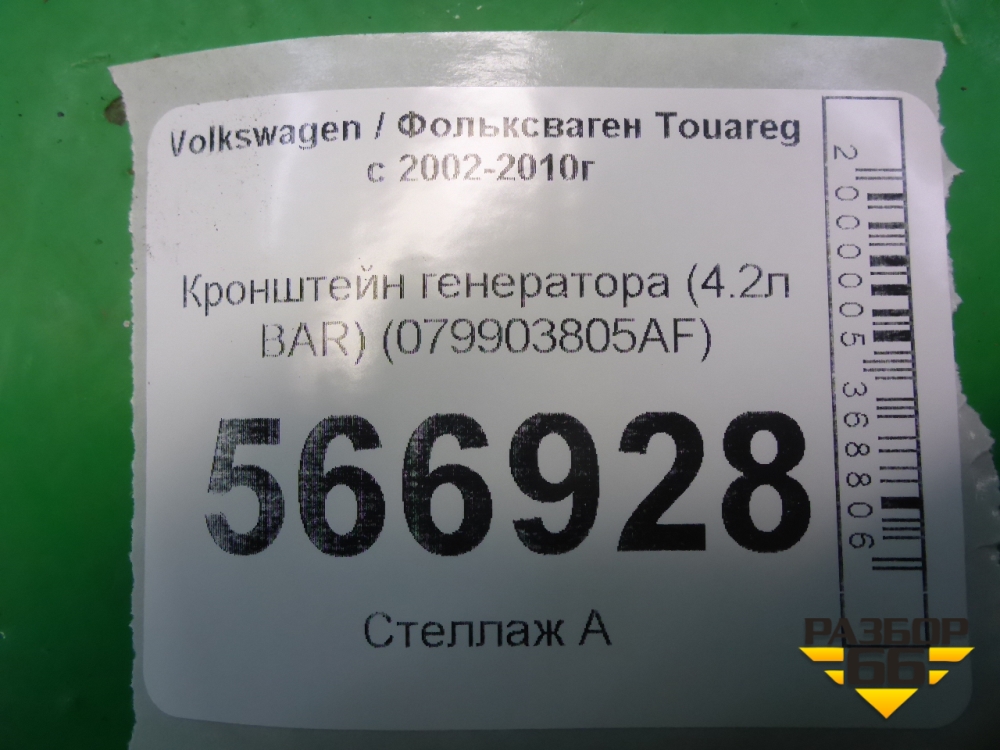 Volkswagen / Фольксваген Touareg
с 2002-2010г
Кронштейн генератора (4.2л
BAR) (079903805AF)
566928
Стеллаж А
2000005368806
РАЗБОР
66